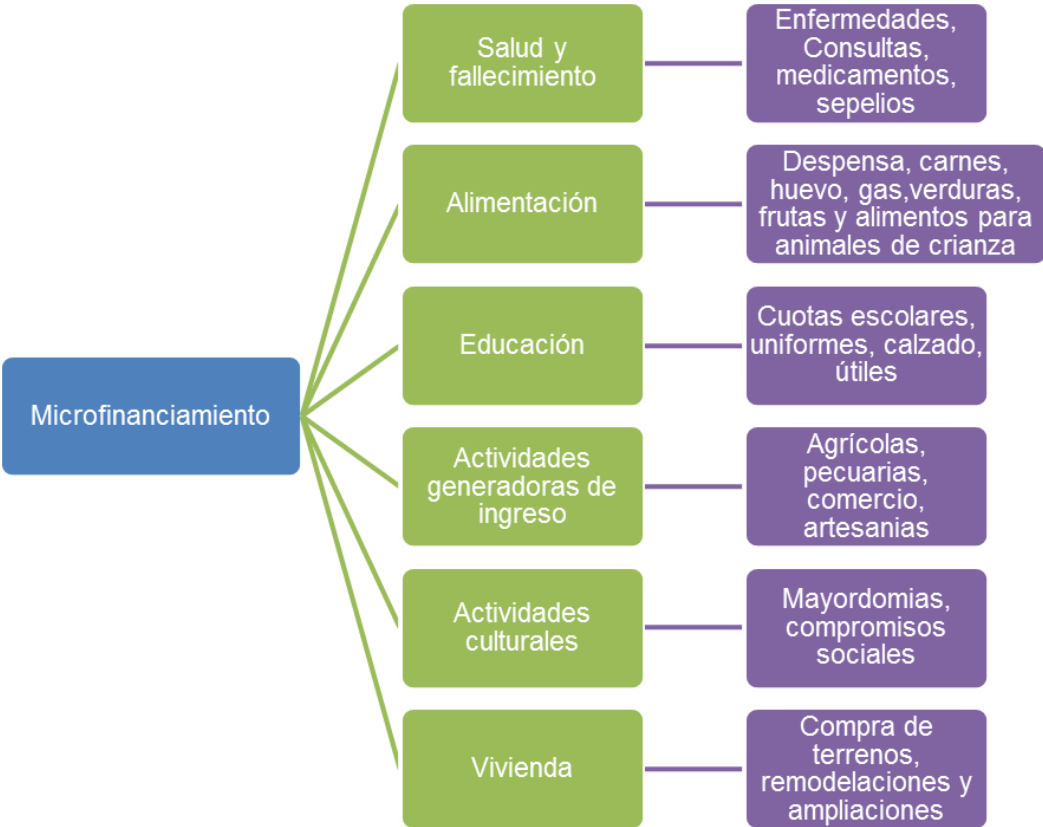 Salud y
fallecimiento
Enfermedades,
Consultas,
medicamentos,
sepelios
Alimentación
Despensa, carnes,
huevo, gas,verduras,
frutas y alimentos para
animales de crianza
Educación
Cuotas escolares,
uniformes, calzado,
útiles
Microfinanciamiento
Actividades
generadoras de
ingreso
Agrícolas,
pecuarias,
comercio,
artesanias
Actividades
culturales
Mayordomias,
compromisos
sociales
Vivienda
Compra de
terrenos,
remodelaciones y
ampliaciones